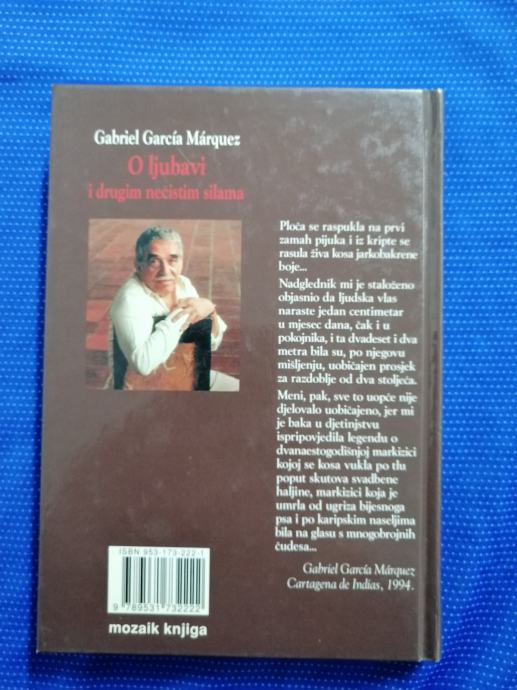 Gabriel García Márquez
O ljubavi
i drugim nečistim silama
Ploča se raspukla na prvi
zamah pijuka i iz kripte se
rasula živa kosa jarkobakrene
boje...
Nadglednik mi je staloženo
objasnio da ljudska vlas
naraste jedan centimetar
u mjesec dana, čak i u
pokojnika, i ta dvadeset i dva
metra bila su, po njegovu
mišljenju, uobičajen prosjek
za razdoblje od dva stoljeća.
Meni, pak, sve to uopće nije
djelovalo uobičajeno, jer mi
je baka u djetinjstvu
ispripovjedila legendu o
dvanaestogodišnjoj markizici
kojoj se kosa vukla po tlu
poput skutova svadbene
haljine, markizici koja je
umrla od ugriza bijesnoga
psa i po karipskim naseljima
bila na glasu s mnogobrojnih
čudesa...
Gabriel García Márquez
Cartagena de Indias, 1994.
ISBN 953-173-222-1
9 789531 732222
mozaik knjiga